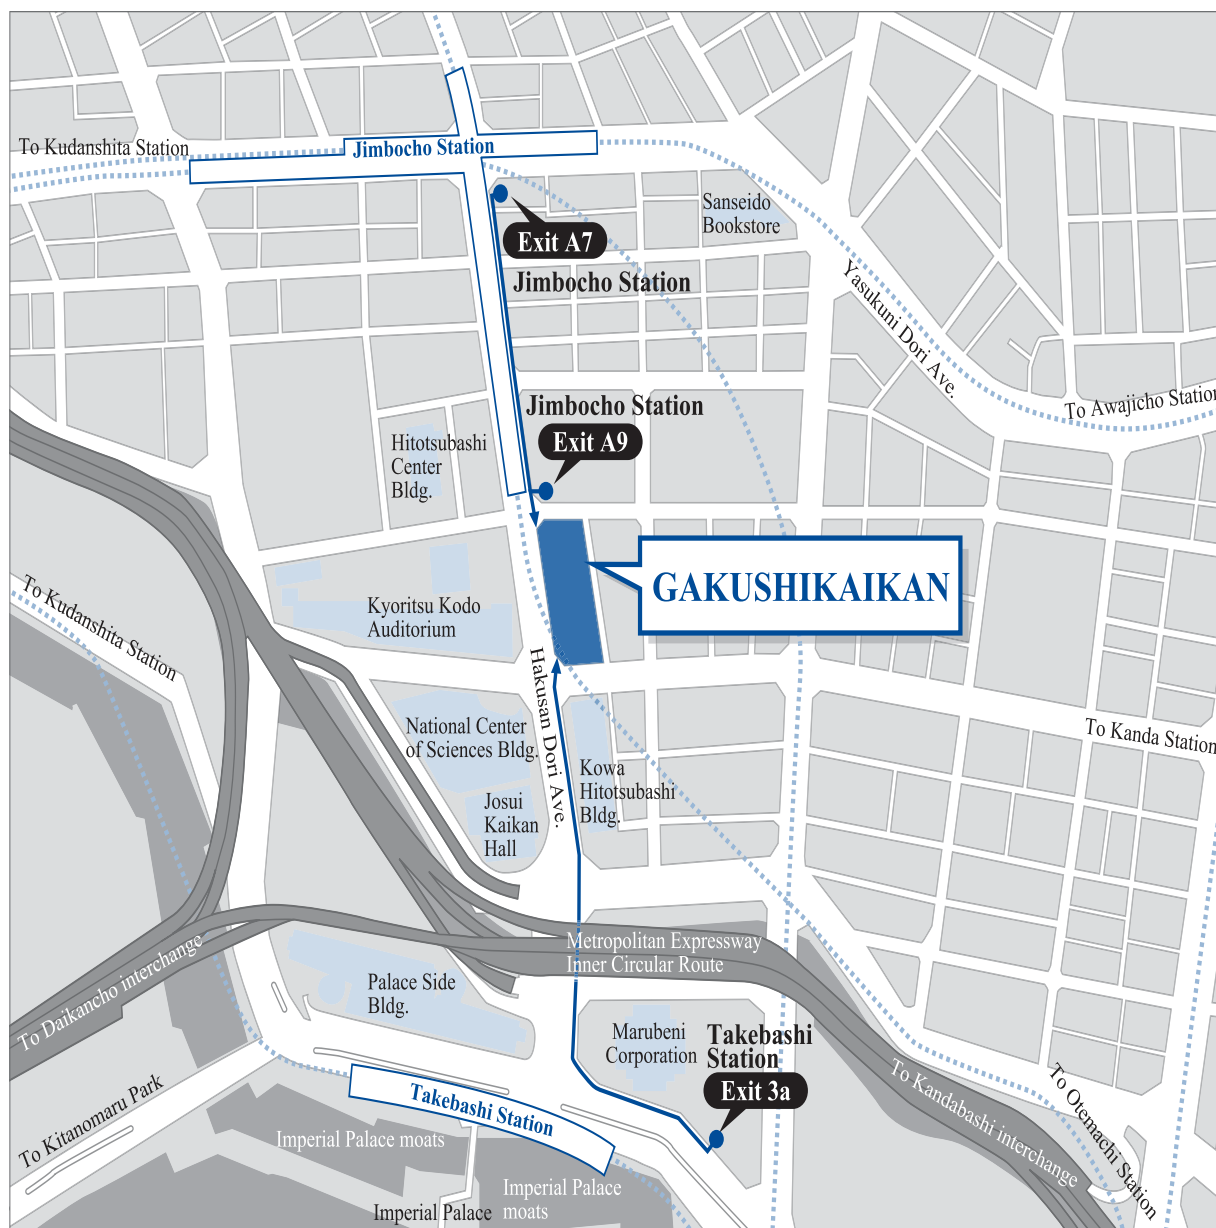 To Kudanshita Station
Jimbocho Station
Sanseido
Bookstore
Exit A7
Jimbocho Station
Yasukuni Dori Ave.
To Awajicho Station
Jimbocho Station
Exit A9
Hitotsubashi
Center
Bldg.
GAKUSHIKAIKAN
To Kudanshita Station
Kyoritsu Kodo
Auditorium
Hakusan Dori Ave.
National Center
of Sciences Bldg.
To Kanda Station
Kowa
Hitotsubashi
Bldg.
Josui
Kaikan
Hall
Metropolitan Expressway
Inner Circular Route
To Daikancho interchange
Palace Side
Bldg.
Marubeni
Corporation
Takebashi
Station
Exit 3a
To Kandabashi interchange
To Otemachi Station
Takebashi Station
To Kitanomaru Park
Imperial Palace moats
Imperial Palace
moats
Imperial Palace